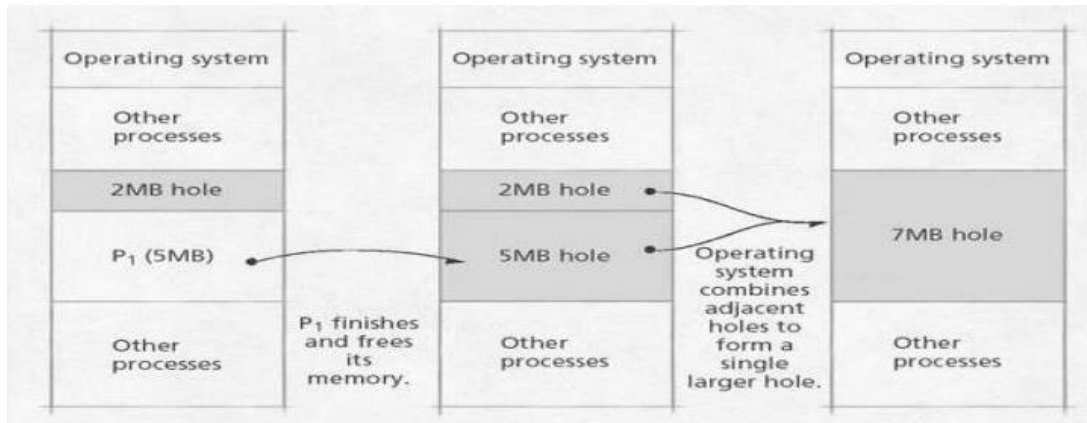 Operating system
Other
processes
2MB hole
P₁ (5MB)
Other
processes
P₁ finishes
and frees
its
memory.
Operating system
Other
processes
2MB hole
5MB hole
Other
processes
Operating
system
combines
adjacent
holes to
form a
single
larger hole.
Operating system
Other
processes
7MB hole
Other
processes